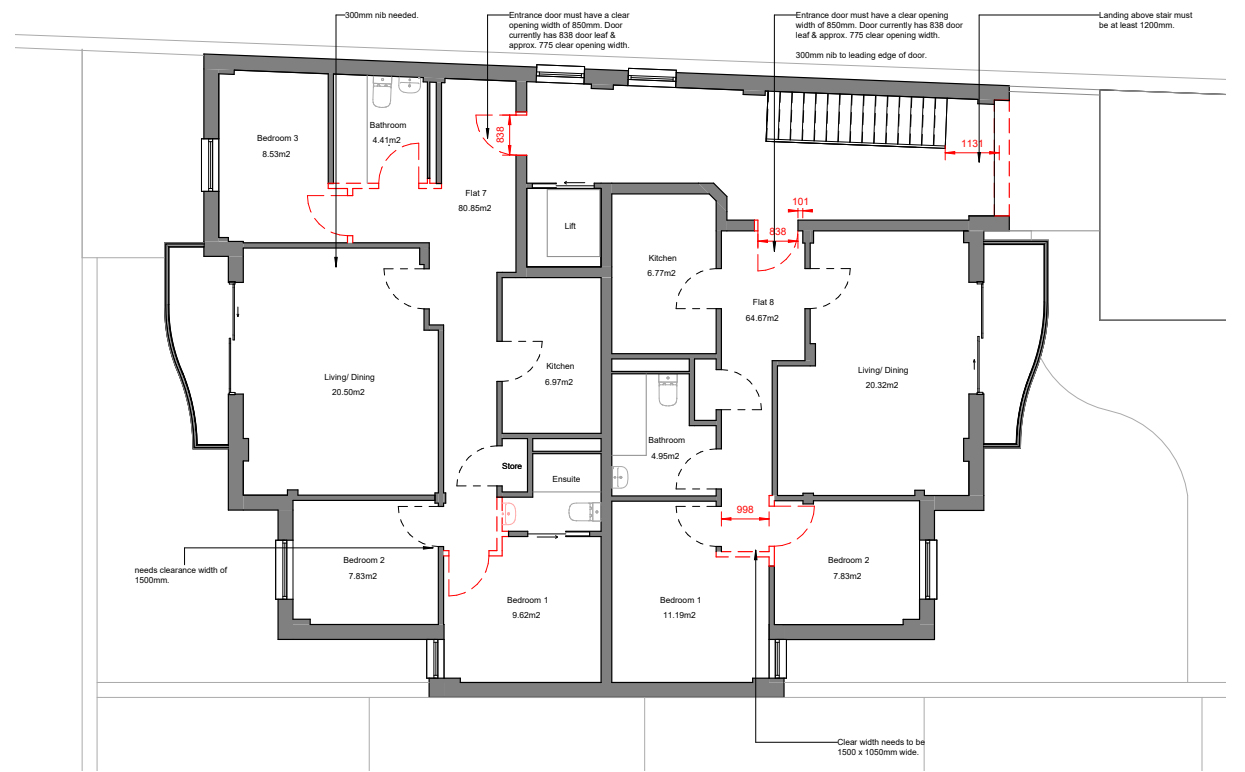 300mm nib needed.
Entrance door must have a clear
opening width of 850mm. Door
currently has 838 door leaf &
approx. 775 clear opening width.
Entrance door must have a clear opening
width of 850mm. Door currently has 838 door
leaf & approx. 775 clear opening width.
300mm nib to leading edge of door.
Landing above stair must
be at least 1200mm.
Bedroom 3
8.53m2
Bathroom
4.41m2
838
1131
Flat 7
80.85m2
Lift
101
838
Kitchen
6.77m2
Flat 8
64.67m2
Living/ Dining
20.50m2
Kitchen
6.97m2
Living/ Dining
20.32m2
Bathroom
4.95m2
Store
Ensuite
998
needs clearance width of
1500mm.
Bedroom 2
7.83m2
Bedroom 1
9.62m2
Bedroom 1
11.19m2
Bedroom 2
7.83m2
Clear width needs to be
1500 x 1050mm wide.